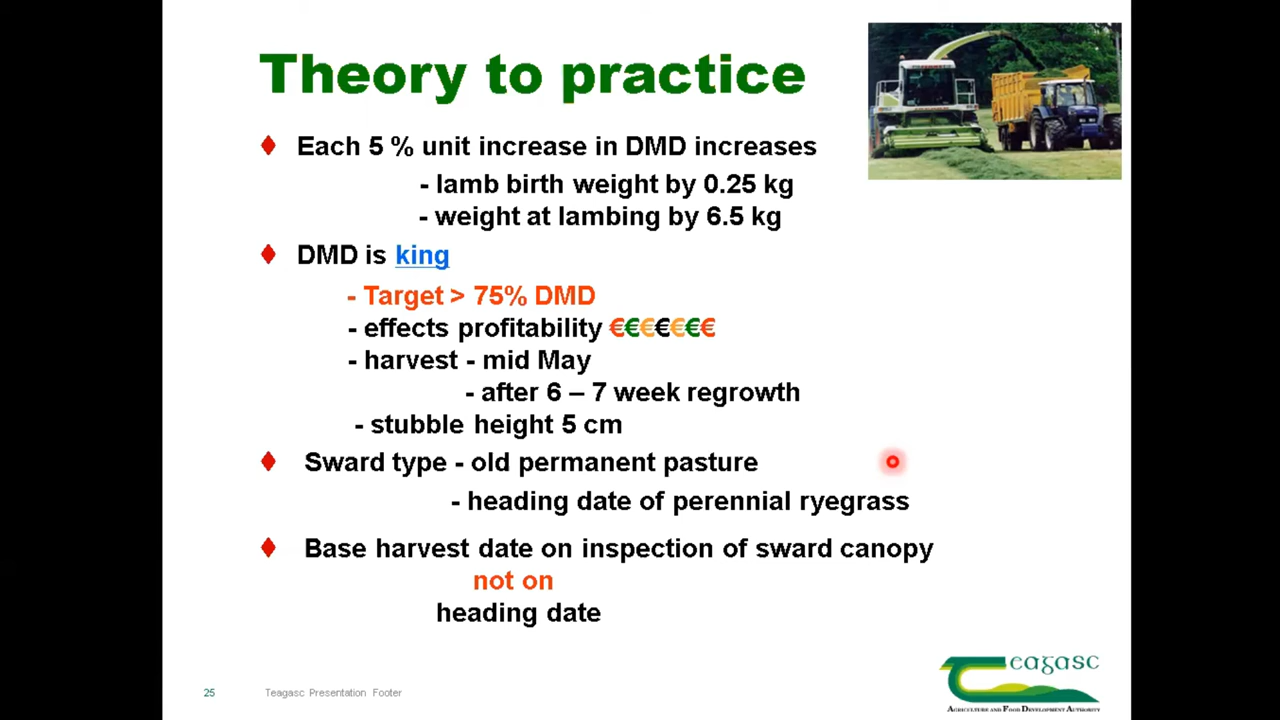 Theory to practice
Each 5 % unit increase in DMD increases
- lamb birth weight by 0.25 kg
- weight at lambing by 6.5 kg
DMD is king
- Target > 75% DMD
- effects profitability €€€€€€€
- harvest - mid May
- after 6 – 7 week regrowth
- stubble height 5 cm
Sward type - old permanent pasture
- heading date of perennial ryegrass
Base harvest date on inspection of sward canopy
not on
heading date
25
Teagasc Presentation Footer
Teagasc
AGRICULTURE AND FOOD DEVELOPMENT AUTHORITY